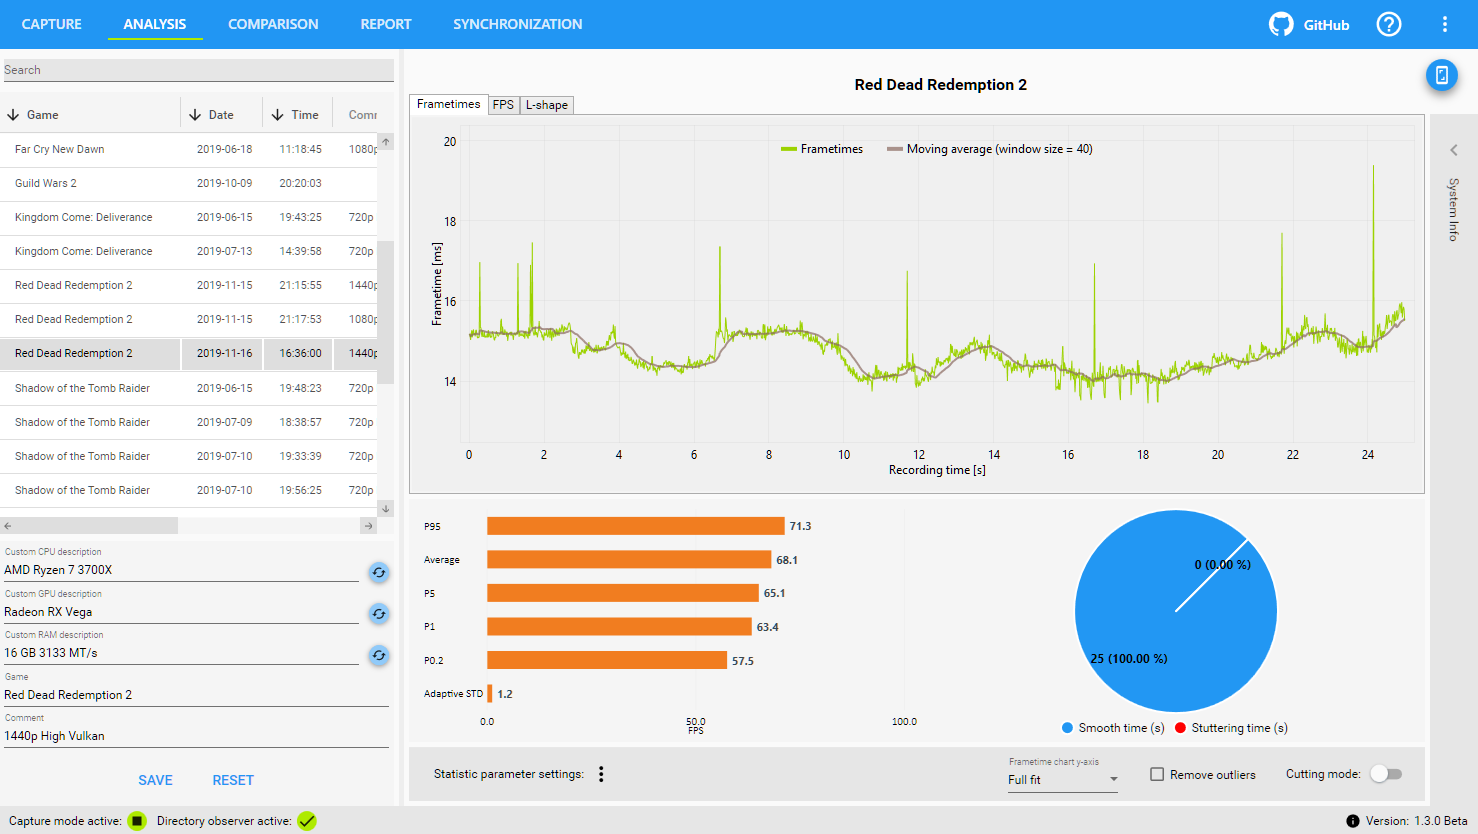 CAPTURE ANALYSIS COMPARISON REPORT SYNCHRONIZATION GitHub
Search
Game Date Time Comm
Far Cry New Dawn 2019-06-18 11:18:45 1080p
Guild Wars 2 2019-10-09 20:20:03
Kingdom Come: Deliverance 2019-06-15 19:43:25 720p
Kingdom Come: Deliverance 2019-07-13 14:39:58 720p
Red Dead Redemption 2 2019-11-15 21:15:55 1440p
Red Dead Redemption 2 2019-11-15 21:17:53 1080p
Red Dead Redemption 2 2019-11-16 16:36:00 1440p
Shadow of the Tomb Raider 2019-06-15 19:48:23 720p
Shadow of the Tomb Raider 2019-07-09 18:38:57 720p
Shadow of the Tomb Raider 2019-07-10 19:33:39 720p
Shadow of the Tomb Raider 2019-07-10 19:56:25 720p
Custom CPU description
AMD Ryzen 7 3700X
Custom GPU description
Radeon RX Vega
Custom RAM description
16 GB 3133 MT/s
Game
Red Dead Redemption 2
Comment
1440p High Vulkan
SAVE RESET
Red Dead Redemption 2
Frametimes FPS L-shape
Frametimes Moving average (window size = 40)
Frametime [ms]
20
18
16
14
0 2 4 6 8 10 12 14 16 18 20 22 24
Recording time [s]
System Info
P95 71.3
Average 68.1
P5 65.1
P1 63.4
P0.2 57.5
Adaptive STD 1.2
0.0 50.0 100.0
FPS
0 (0.00 %)
25 (100.00 %)
Smooth time (s) Stuttering time (s)
Statistic parameter settings:
Frametime chart y-axis
Full fit
Remove outliers
Cutting mode:
Capture mode active: Directory observer active: Version: 1.3.0 Beta